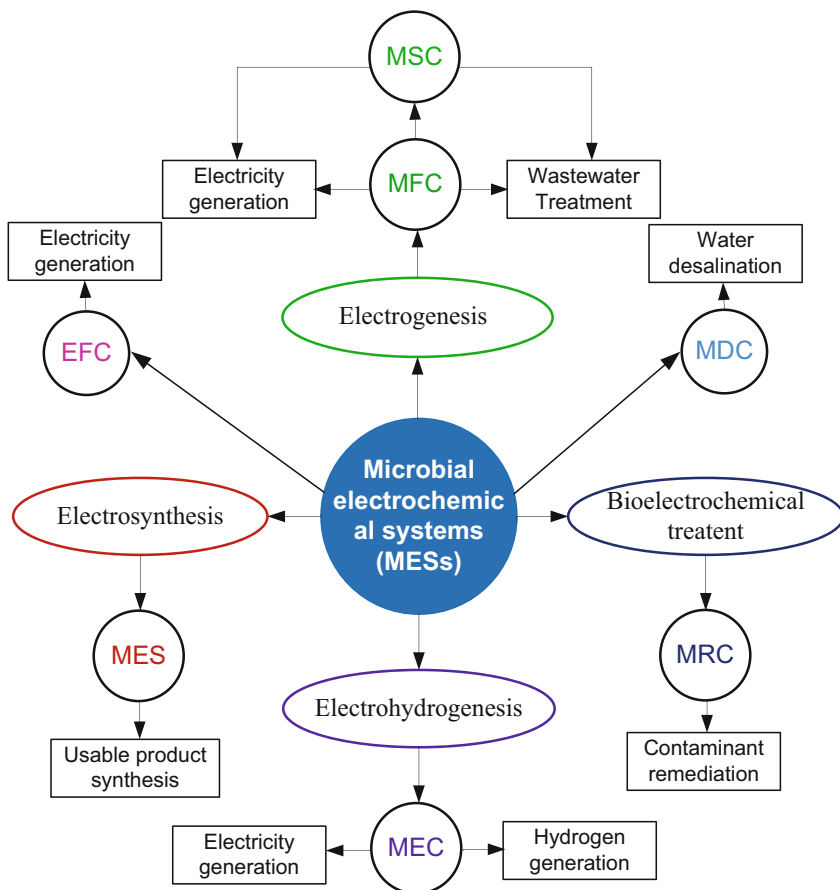 MSC
Electricity
generation
MFC
Wastewater
Treatment
Electricity
generation
Water
desalination
Electrogenesis
EFC
MDC
Microbial
electrochemic
al systems
(MESs)
Electrosynthesis
Bioelectrochemical
treatent
MES
MRC
Electrohydrogenesis
Usable product
synthesis
Contaminant
remediation
Electricity
generation
MEC
Hydrogen
generation